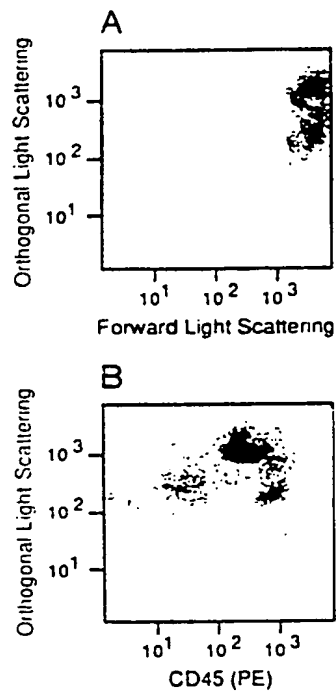 A
Orthogonal Light Scattering
10³
10²
10¹
10¹ 10² 10³
Forward Light Scattering
B
Orthogonal Light Scattering
10³
10²
10¹
10¹ 10² 10³
CD45 (PE)